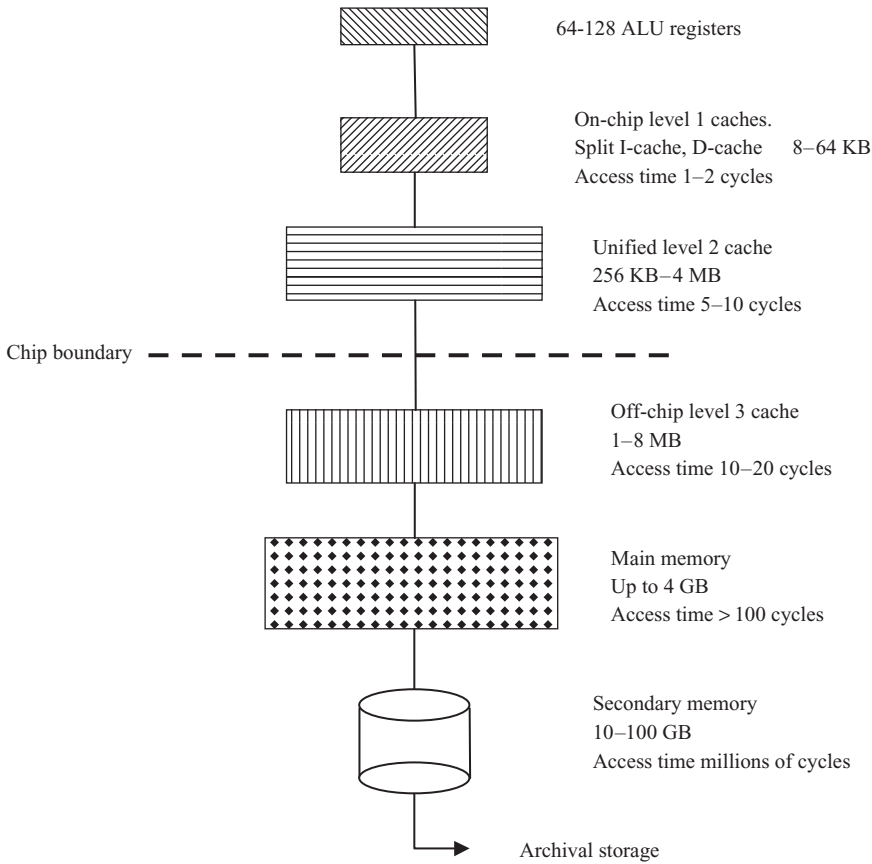 64-128 ALU registers
On-chip level 1 caches.
Split I-cache, D-cache 8–64 KB
Access time 1–2 cycles
Unified level 2 cache
256 KB–4 MB
Access time 5–10 cycles
Chip boundary
Off-chip level 3 cache
1–8 MB
Access time 10–20 cycles
Main memory
Up to 4 GB
Access time > 100 cycles
Secondary memory
10–100 GB
Access time millions of cycles
Archival storage